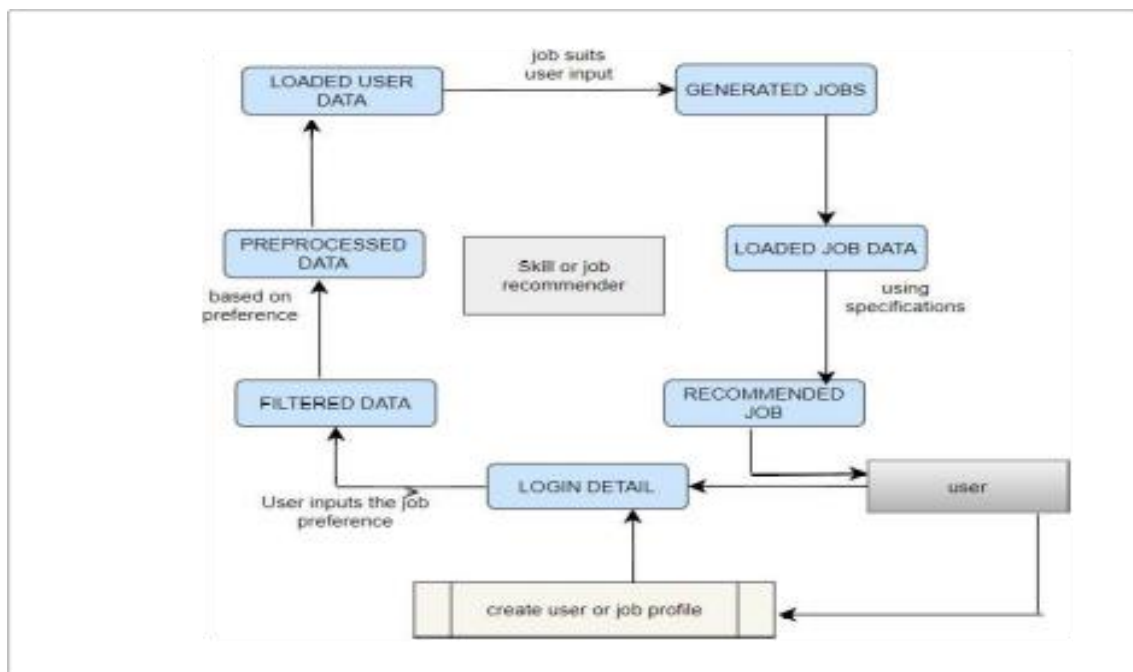 job suits
user input
LOADED USER
DATA
GENERATED JOBS
PREPROCESSED
DATA
Skill or job
recommender
LOADED JOB DATA
based on
preference
using
specifications
FILTERED DATA
RECOMMENDED
JOB
LOGIN DETAIL
user
User inputs the job
preference
create user or job profile